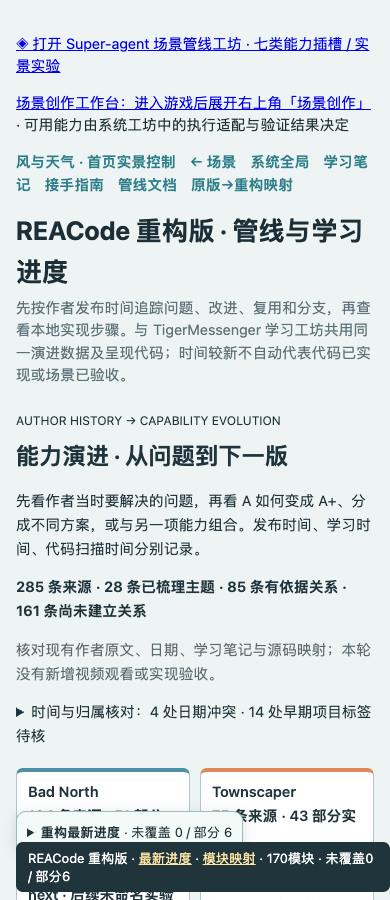 ◈ 打开 Super-agent 场景管线工坊 · 七类能力插槽 / 实
景实验
场景创作工作台：进入游戏后展开右上角「场景创作」
· 可用能力由系统工坊中的执行适配与验证结果决定
风与天气 · 首页实景控制 ← 场景 系统全局 学习笔
记 接手指南 管线文档 原版→重构映射
REACode 重构版 · 管线与学习
进度
先按作者发布时间追踪问题、改进、复用和分支，再查
看本地实现步骤。与 TigerMessenger 学习工坊共用同
一演进数据及呈现代码；时间较新不自动代表代码已实
现或场景已验收。
AUTHOR HISTORY → CAPABILITY EVOLUTION
能力演进 · 从问题到下一版
先看作者当时要解决的问题，再看 A 如何变成 A+、分
成不同方案，或与另一项能力组合。发布时间、学习时
间、代码扫描时间分别记录。
285 条来源 · 28 条已梳理主题 · 85 条有依据关系 ·
161 条尚未建立关系
核对现有作者原文、日期、学习笔记与源码映射；本轮
没有新增视频观看或实现验收。
▶ 时间与归属核对：4 处日期冲突 · 14 处早期项目标签
待核
Bad North
Townscaper
条来源 · 43 部分实
▶ 重构最新进度 · 未覆盖 0 / 部分 6
REACode 重构版 · 最新进度 · 模块映射 · 170模块 · 未覆盖0
/ 部分6
next · 后续未命名实验